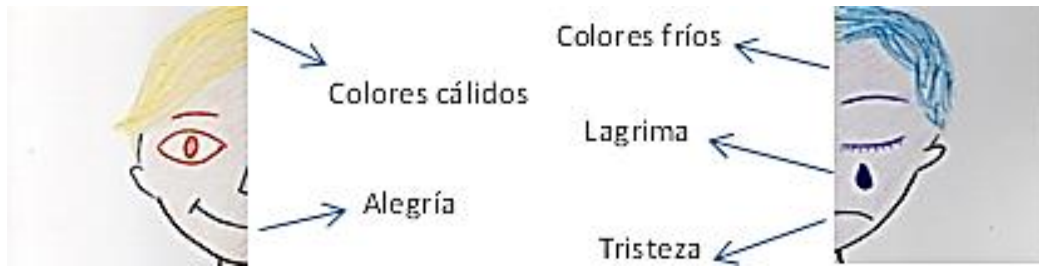 Colores cálidos
Alegría
Colores fríos
Lagrima
Tristeza